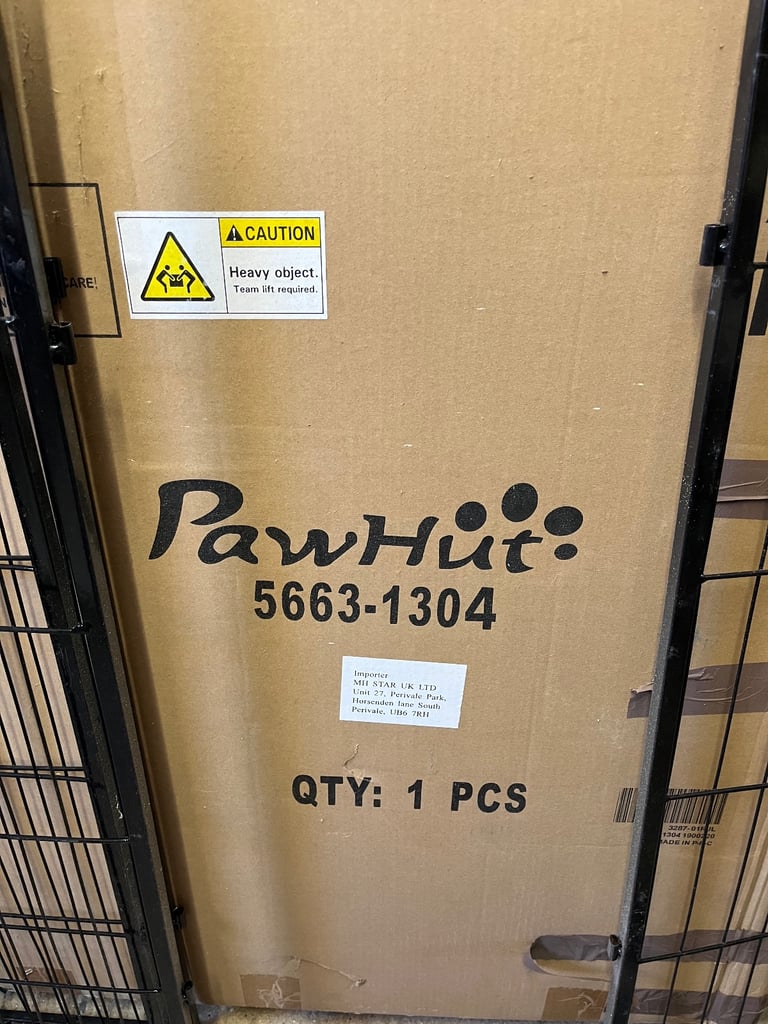 CARE!
CAUTION
Heavy object.
Team lift required.
PawHut
5663-1304
Importer
MH STAR UK LTD
Unit 27, Perivale Park,
Horsenden lane South
Perivale, UB6 7RH
QTY: 1 PCS